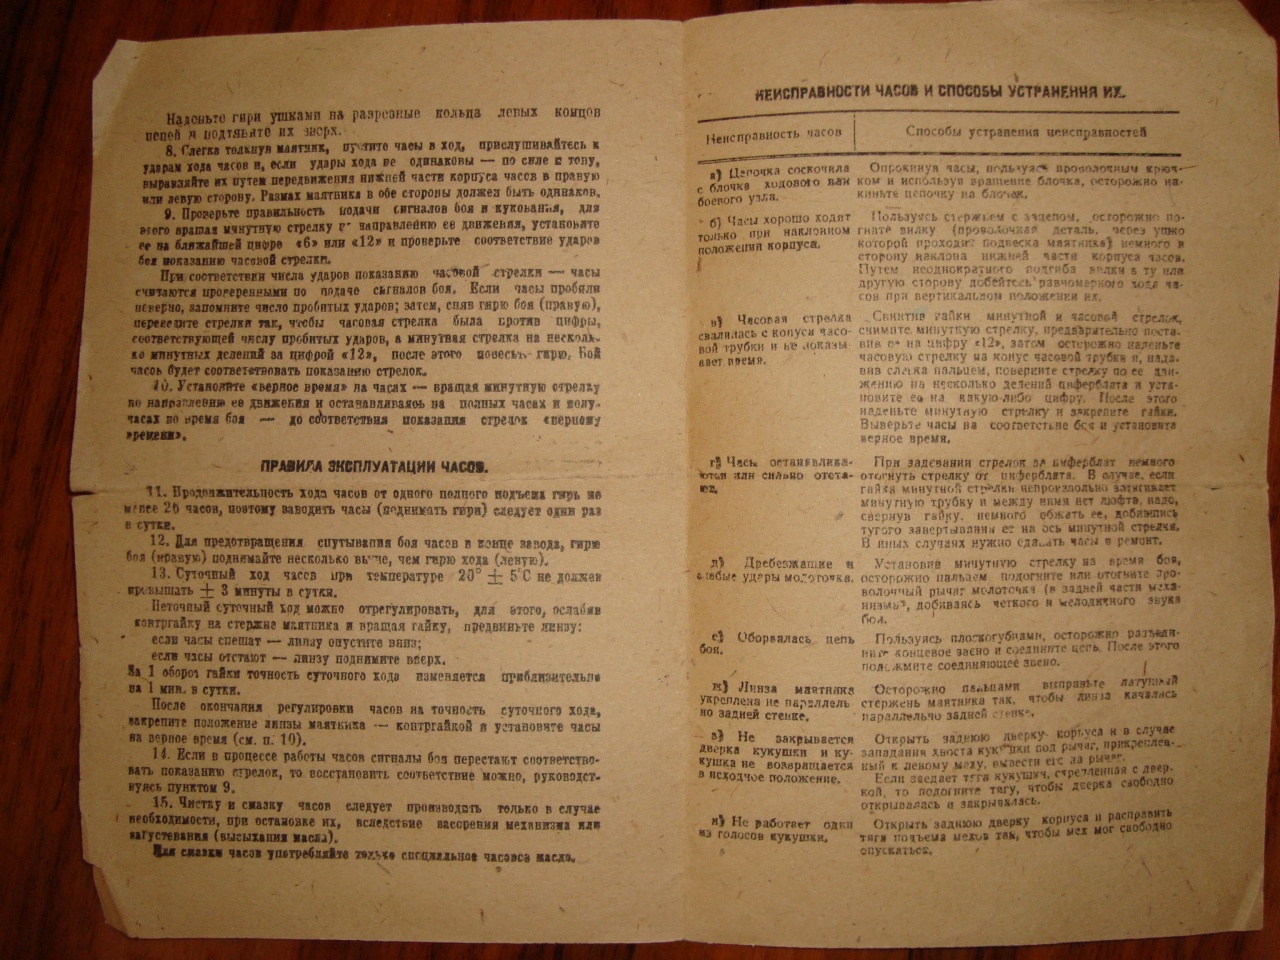 Наденьте гири ушками на разрезные кольца левых концов
цепей и подтяните их вверх.
8. Слегка толкнув маятник, пустите часы в ход, прислушивайтесь к
ударам хода часов и, если удары хода не одинаковы — по силе и тону,
выравляйте их путем передвижения нижней части корпуса часов в правую
или левую сторону. Размах маятника в обе стороны должен быть одинаков.
9. Проверьте правильность подачи сигналов боя и кукования, для
этого вращая минутную стрелку по направлению ее движения, установите
ее на ближайшей цифре «6» или «12» и проверьте соответствие ударов
боя показанию часовой стрелки.
При соответствии числа ударов показанию часовой стрелки — часы
считаются проверенными по подаче сигналов боя. Если часы пробили
неверно, запомните число пробитых ударов; затем, сняв гирю боя (правую),
переведите стрелки так, чтобы часовая стрелка была против цифры,
соответствующей числу пробитых ударов, а минутная стрелка на несколь-
ко минутных делений за цифрой «12», после этого повесьте гирю. Бой
часов будет соответствовать показанию стрелок.
10. Установите «верное время» на часах — вращая минутную стрелку
по направлению ее движения и останавливаясь на полных часах и полу-
часах во время боя — до соответствия показания стрелок «верному
времени».
ПРАВИЛА ЭКСПЛУАТАЦИИ ЧАСОВ.
11. Продолжительность хода часов от одного полного подъема гирь не
менее 26 часов, поэтому заводить часы (поднимать гири) следует один раз
в сутки.
12. Для предотвращения спутывания боя часов в конце завода, гирю
боя (правую) поднимайте несколько выше, чем гирю хода (левую).
13. Суточный ход часов при температуре 20° ± 5°С не должен
превышать ± 3 минуты в сутки.
Неточный суточный ход можно отрегулировать, для этого, ослабив
контргайку на стержне маятника и вращая гайку, предвиньте линзу:
если часы спешат — линзу опустите вниз;
если часы отстают — линзу поднимите вверх.
На 1 оборот гайки точность суточного хода изменяется приблизительно
на 1 мин. в сутки.
После окончания регулировки часов на точность суточного хода,
закрепите положение линзы маятника — контргайкой и установите часы
на верное время (см. п. 10).
14. Если в процессе работы часов сигналы боя перестают соответство-
вать показанию стрелок, то восстановить соответствие можно, руководст-
вуясь пунктом 9.
15. Чистку и смазку часов следует производить только в случае
необходимости, при остановке их, вследствие засорения механизма или
загустевания (высыхания масла).
Для смазки часов употребляйте только специальное часовое масло.
НЕИСПРАВНОСТИ ЧАСОВ И СПОСОБЫ УСТРАНЕНИЯ ИХ.
Неисправность часов
Способы устранения неисправностей
а) Цепочка соскочила
с блочка ходового или
боевого узла.
Опрокинув часы, пользуясь проволочным крюч-
ком и используя вращение блочка, осторожно на-
киньте цепочку на блочек.
б) Часы хорошо ходят
только при наклонном
положении корпуса.
Пользуясь стержнем с зацепом, осторожно по-
гните вилку (проволочная деталь, через ушко
которой проходит подвеска маятника) немного в
сторону наклона нижней части корпуса часов.
Путем неоднократного подгиба вилки в ту или
другую сторону добейтесь равномерного хода ча-
сов при вертикальном положении их.
в) Часовая стрелка
свалилась с конуса часо-
вой трубки и не показы-
вает время.
Свинтив гайки минутной и часовой стрелок,
снимите минутную стрелку, предварительно поста-
вив ее на цифру «12», затем осторожно наденьте
часовую стрелку на конус часовой трубки и, нада-
вив слегка пальцем, поверните стрелку по ее дви-
жению на несколько делений циферблата и уста-
новите ее на какую-либо цифру. После этого
наденьте минутную стрелку и закрепите гайки.
Выверьте часы на соответствие боя и установите
верное время.
г) Часы останавлива-
ются или сильно отста-
ют.
При задевании стрелок за циферблат немного
отогнуть стрелку от циферблата. В случае, если
гайка минутной стрелки непроизвольно затягивает
минутную трубку и между ними нет люфта, надо,
свернув гайку, немного обжать ее, добившись
тугого завертывания ее на ось минутной стрелки.
В иных случаях нужно сдавать часы в ремонт.
д) Дребезжащие и
слабые удары молоточка.
Установив минутную стрелку на время боя,
осторожно пальцем подогните или отогните про-
волочный рычаг молоточка (в задней части меха-
низма), добиваясь четкого и мелодичного звука
боя.
е) Оборвалась цепь
боя.
Пользуясь плоскогубцами, осторожно разъеди-
ните концевое звено и соедините цепь. После этого
подожмите соединяющее звено.
ж) Линза маятника
укреплена не параллель
но задней стенке.
Осторожно пальцами выправьте латунный
стержень маятника так, чтобы линза качалась
параллельно задней стенке.
з) Не закрывается
дверка кукушки и ку-
кушка не возвращается
в исходное положение.
Открыть заднюю дверку корпуса и в случае
западания хвоста кукушки под рычаг, прикреплен-
ный к левому меху, вывести его за рычаг.
Если заедает тяга кукушки, сцепленная с двер-
кой, то подогните тягу, чтобы дверка свободно
открывалась и закрывалась.
и) Не работает один
из голосов кукушки.
Открыть заднюю дверку корпуса и расправить
тяги подъема мехов так, чтобы мех мог свободно
опускаться.